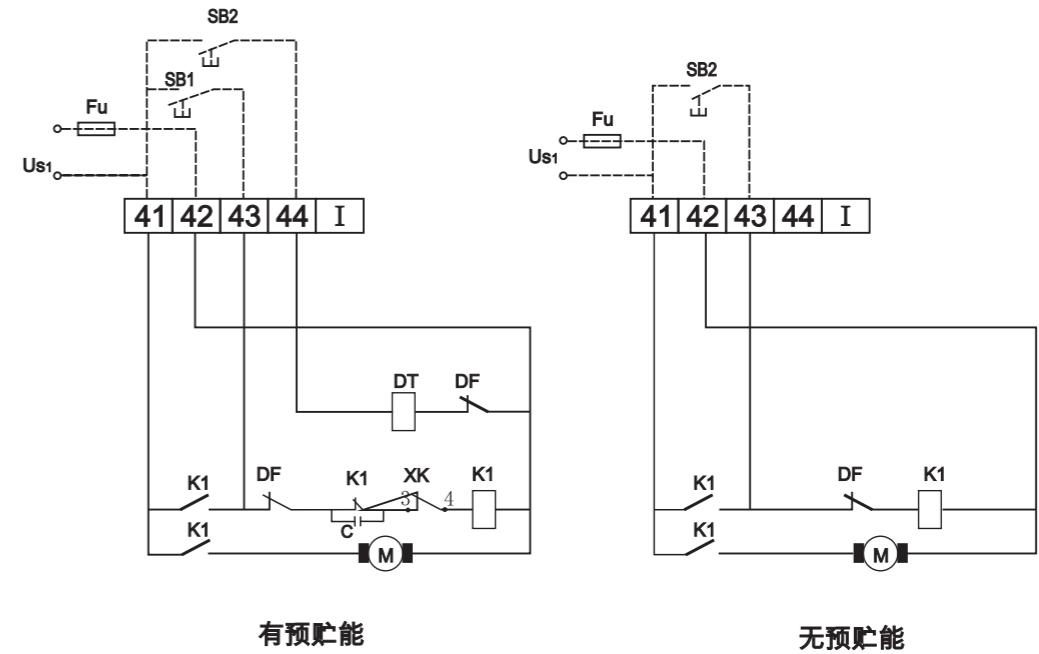 SB2
SB1
Fu
Us1
41 42 43 44 I
DT DF
K1 DF K1 XK K1
3 4
C
K1
M
有预贮能
SB2
Fu
Us1
41 42 43 44 I
K1 DF K1
K1
M
无预贮能